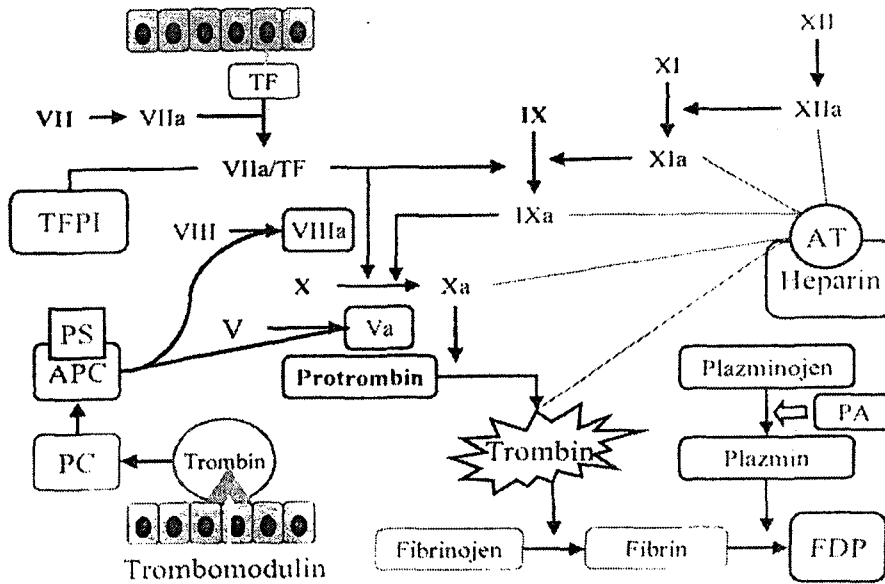 XII
XI
TF
XIIa
VII
VIIa
IX
XIa
VIIa/TF
TFPI
IXa
VIII
VIIIa
AT
Heparin
X
Xa
PS
APC
V
Va
Protrombin
Plazminojen
PA
PC
Trombin
Trombin
Plazmin
Fibrinojen
Fibrin
FDP
Trombomodulin